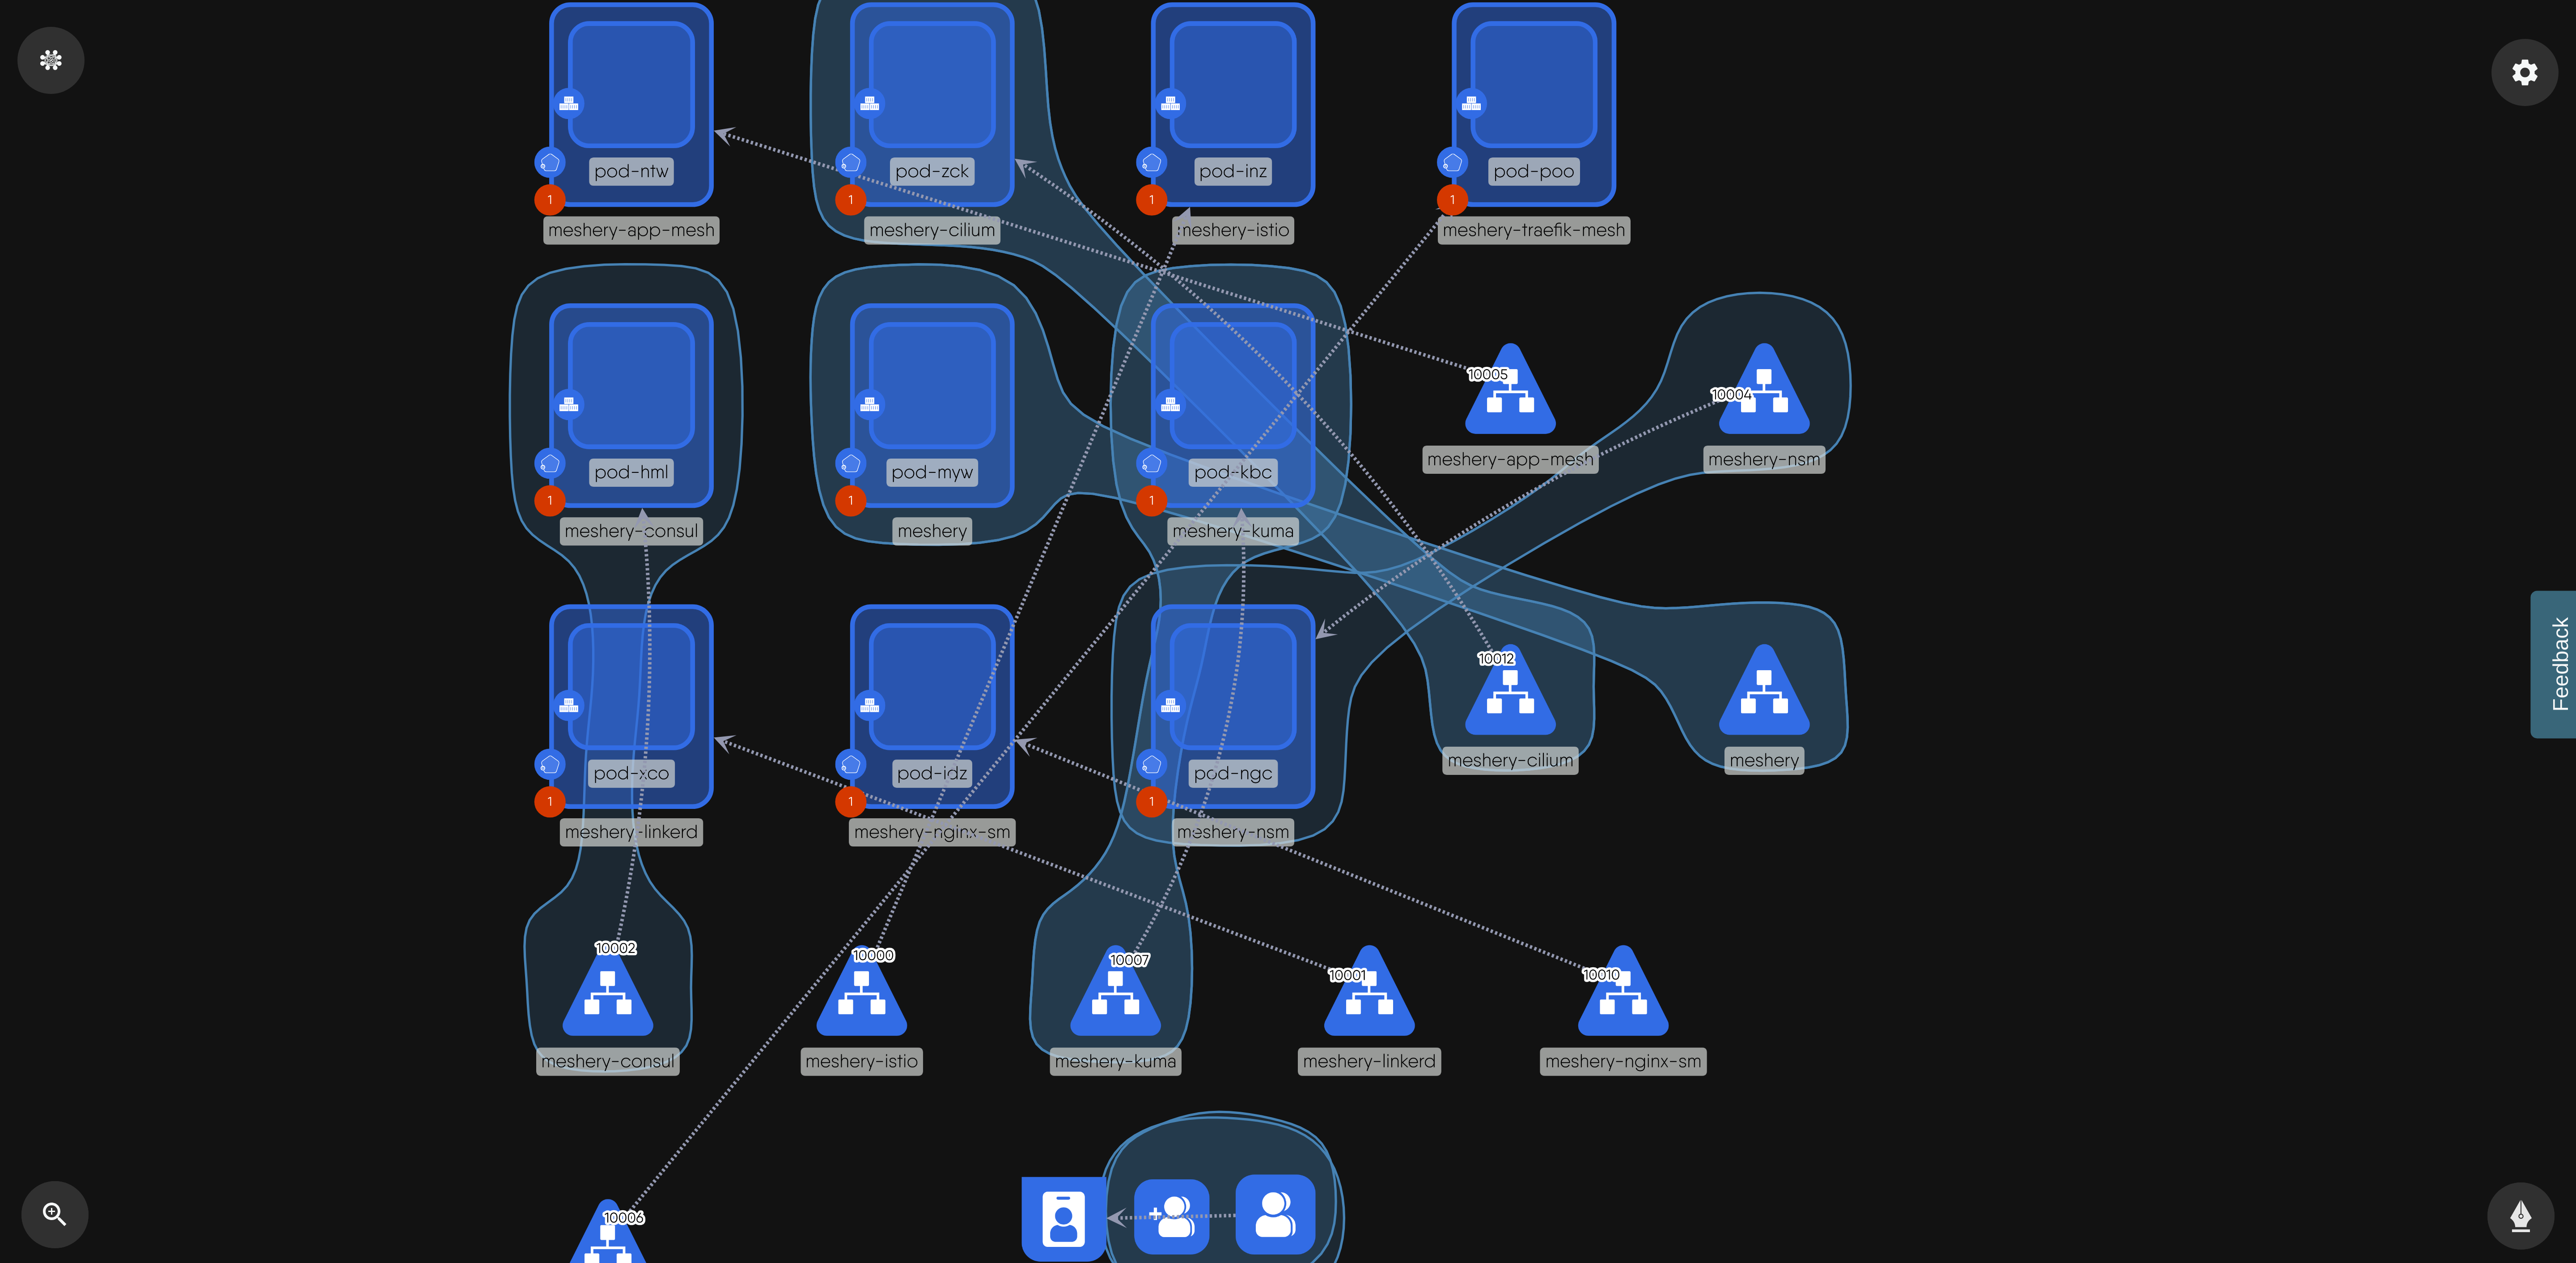 pod-ntw
pod-zck
pod-inz
pod-poo
1
1
1
1
meshery-app-mesh
meshery-cilium
meshery-istio
meshery-traefik-mesh
10005
10004
pod-hml
pod-myw
pod-kbc
meshery-app-mesh
meshery-nsm
1
1
1
meshery-consul
meshery
meshery-kuma
10012
Feedback
pod-xco
pod-idz
pod-ngc
meshery-cilium
meshery
1
1
1
meshery-linkerd
meshery-nginx-sm
meshery-nsm
10002
10000
10007
10001
10010
meshery-consul
meshery-istio
meshery-kuma
meshery-linkerd
meshery-nginx-sm
10006